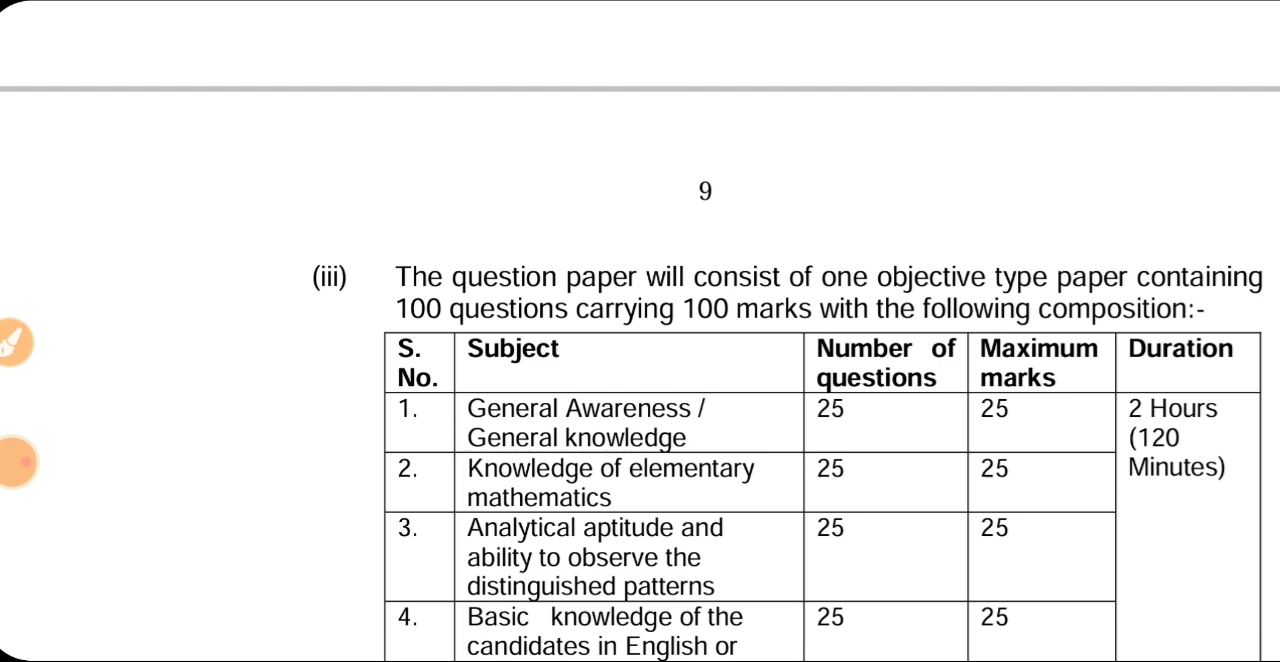 9
(iii) The question paper will consist of one objective type paper containing
100 questions carrying 100 marks with the following composition:-
S. No. Subject Number of questions Maximum marks Duration
1. General Awareness / General knowledge 25 25 2 Hours (120 Minutes)
2. Knowledge of elementary mathematics 25 25
3. Analytical aptitude and ability to observe the distinguished patterns 25 25
4. Basic knowledge of the candidates in English or 25 25